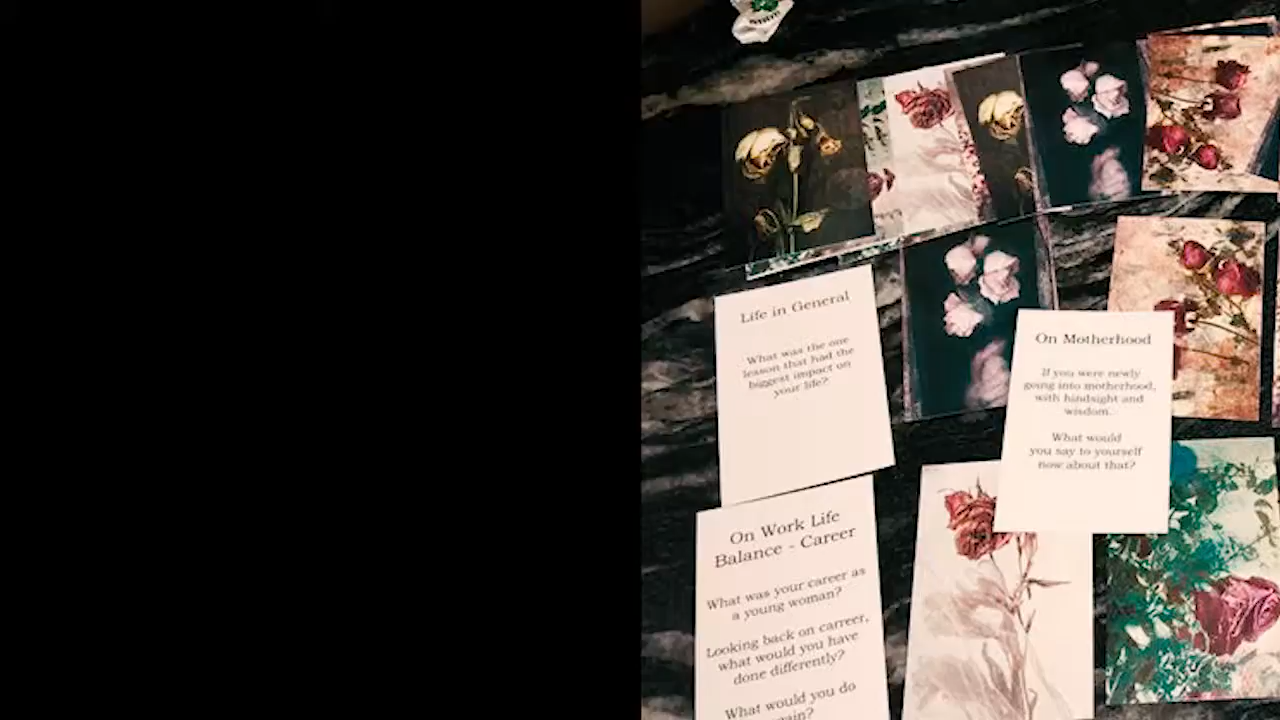 Life in General
What was the one
lesson that had the
biggest impact on
your life?
On Motherhood
If you were newly
going into motherhood,
with hindsight and
wisdom..
What would
you say to yourself
now about that?
On Work Life
Balance - Career
What was your career as
a young woman?
Looking back on carreer,
what would you have
done differently?
What would you do